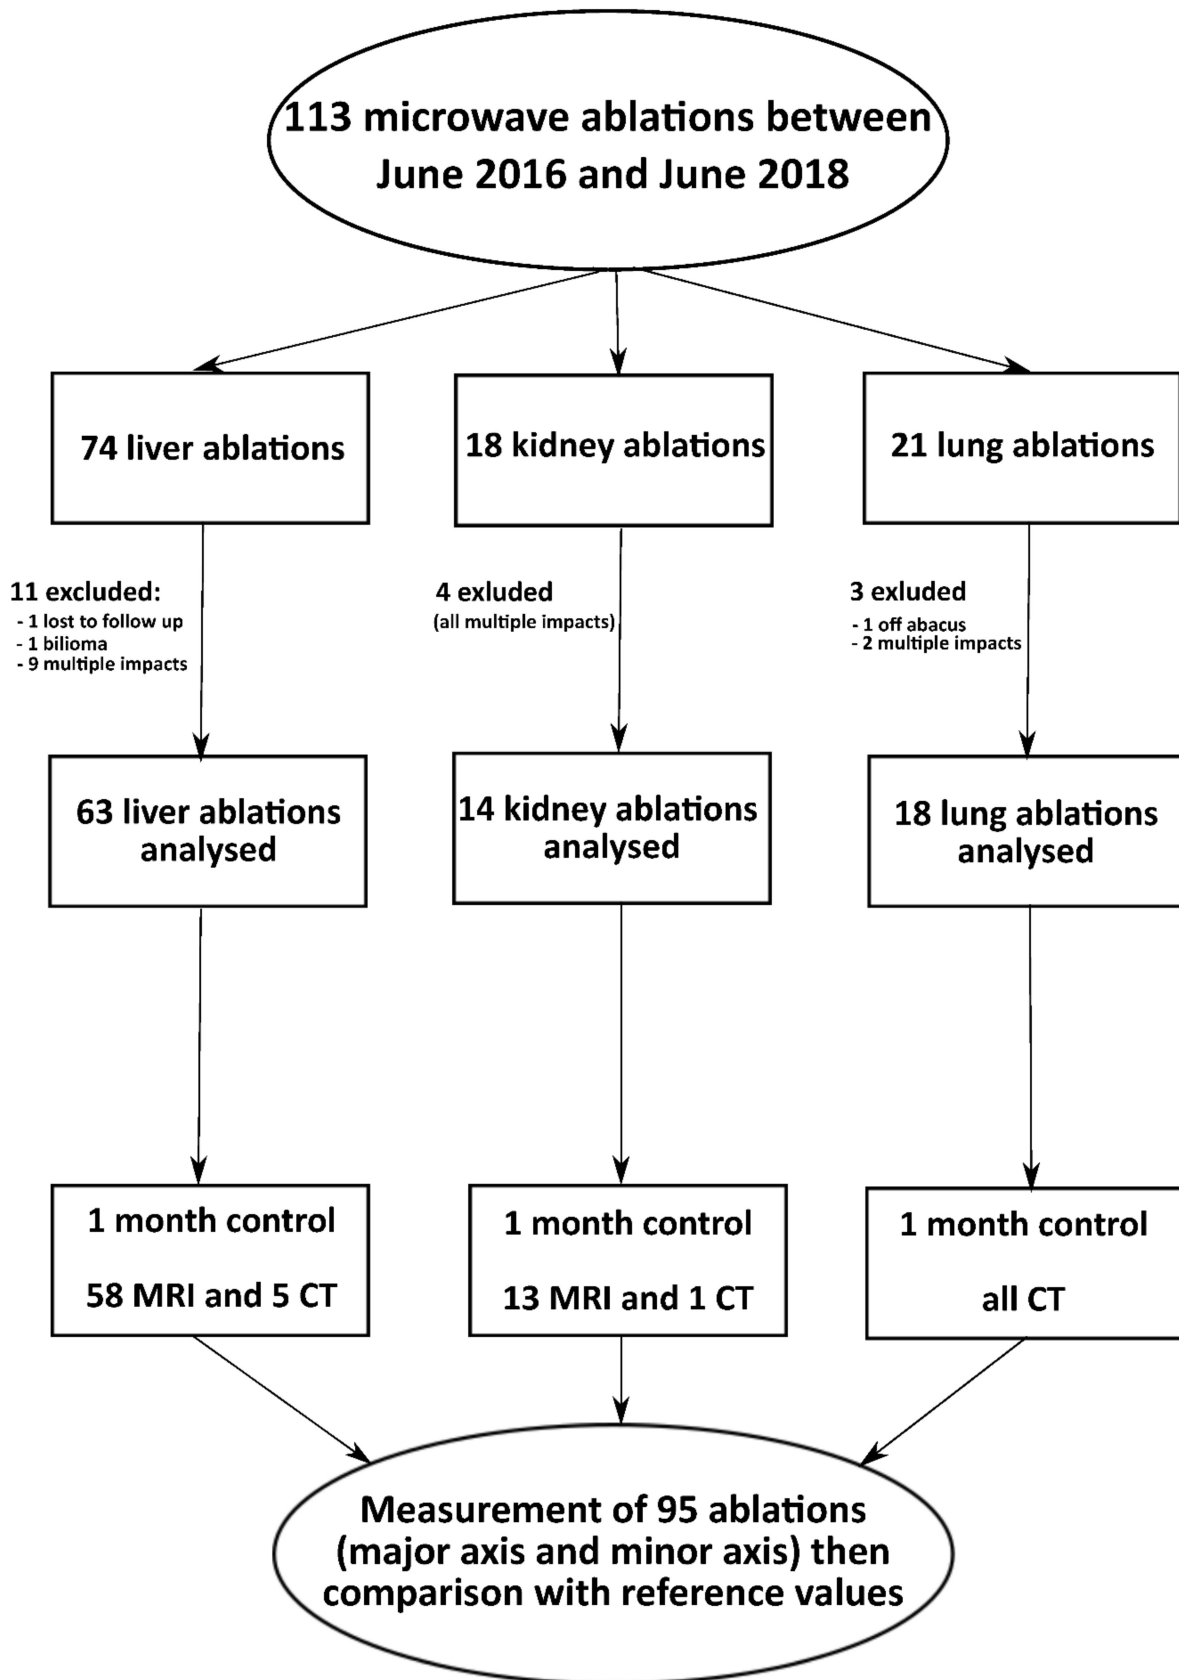 113 microwave ablations between
June 2016 and June 2018
74 liver ablations
18 kidney ablations
21 lung ablations
11 excluded:
- 1 lost to follow up
- 1 bilioma
- 9 multiple impacts
4 exluded
(all multiple impacts)
3 exluded
- 1 off abacus
- 2 multiple impacts
63 liver ablations
analysed
14 kidney ablations
analysed
18 lung ablations
analysed
1 month control
58 MRI and 5 CT
1 month control
13 MRI and 1 CT
1 month control
all CT
Measurement of 95 ablations
(major axis and minor axis) then
comparison with reference values